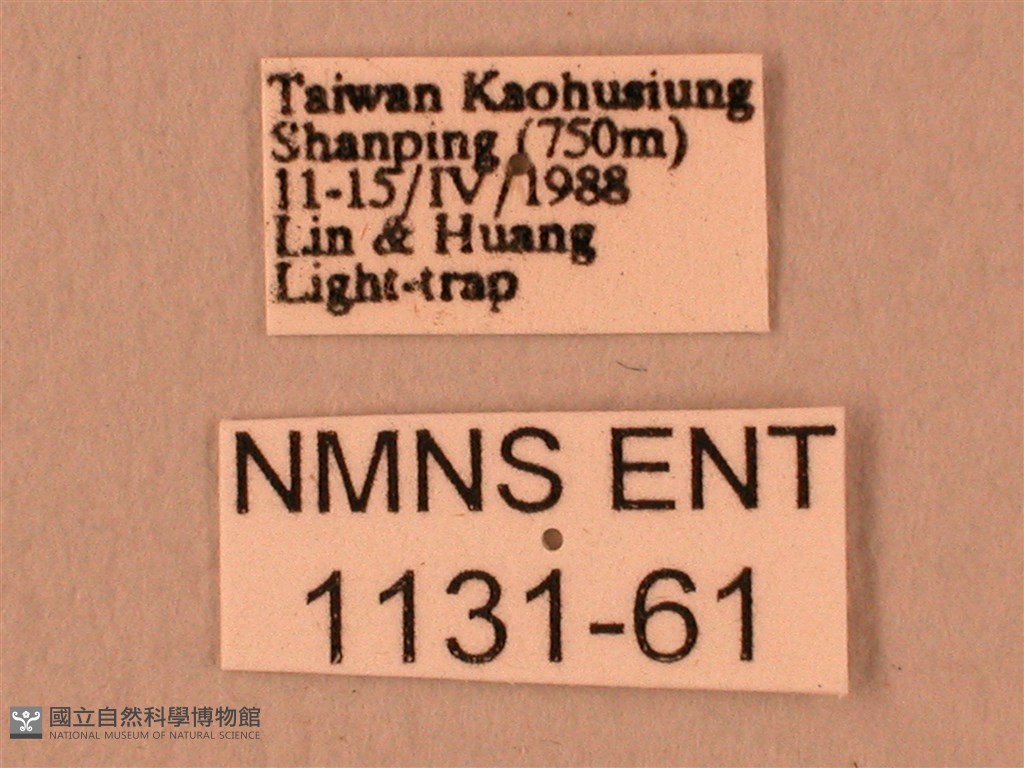 Taiwan Kaohusiung
Shanping (750m)
11-15/IV/1988
Lin & Huang
Light-trap
NMNS ENT
1131-61
國立自然科學博物館
NATIONAL MUSEUM OF NATURAL SCIENCE